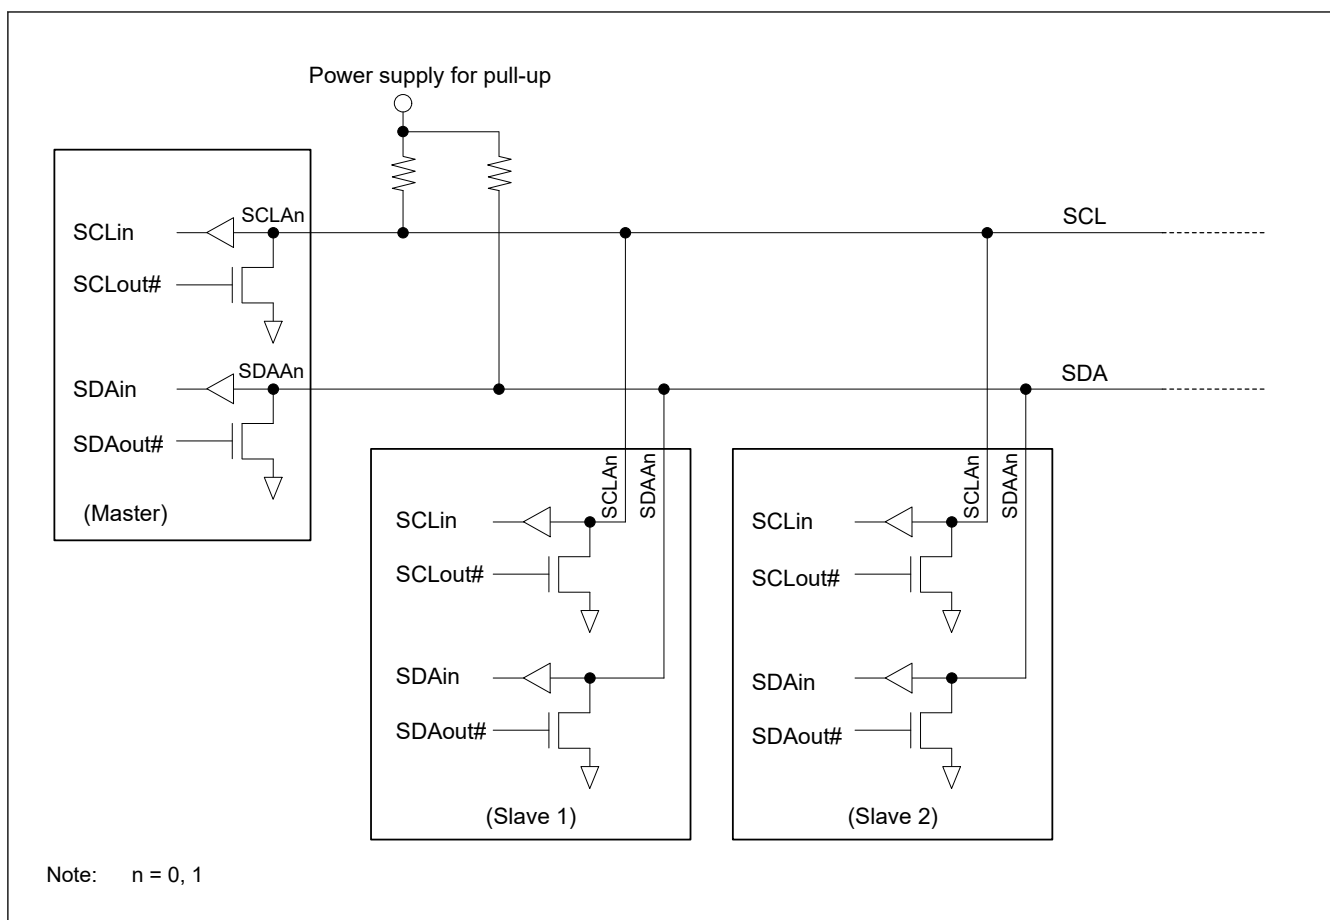 Power supply for pull-up
SCLAn
SCL
SCLin
SCLout#
SDAAn
SDA
SDAin
SDAout#
(Master)
SCLAn
SDAAn
SCLin
SCLout#
SDAin
SDAout#
(Slave 1)
SCLAn
SDAAn
SCLin
SCLout#
SDAin
SDAout#
(Slave 2)
Note: n = 0, 1